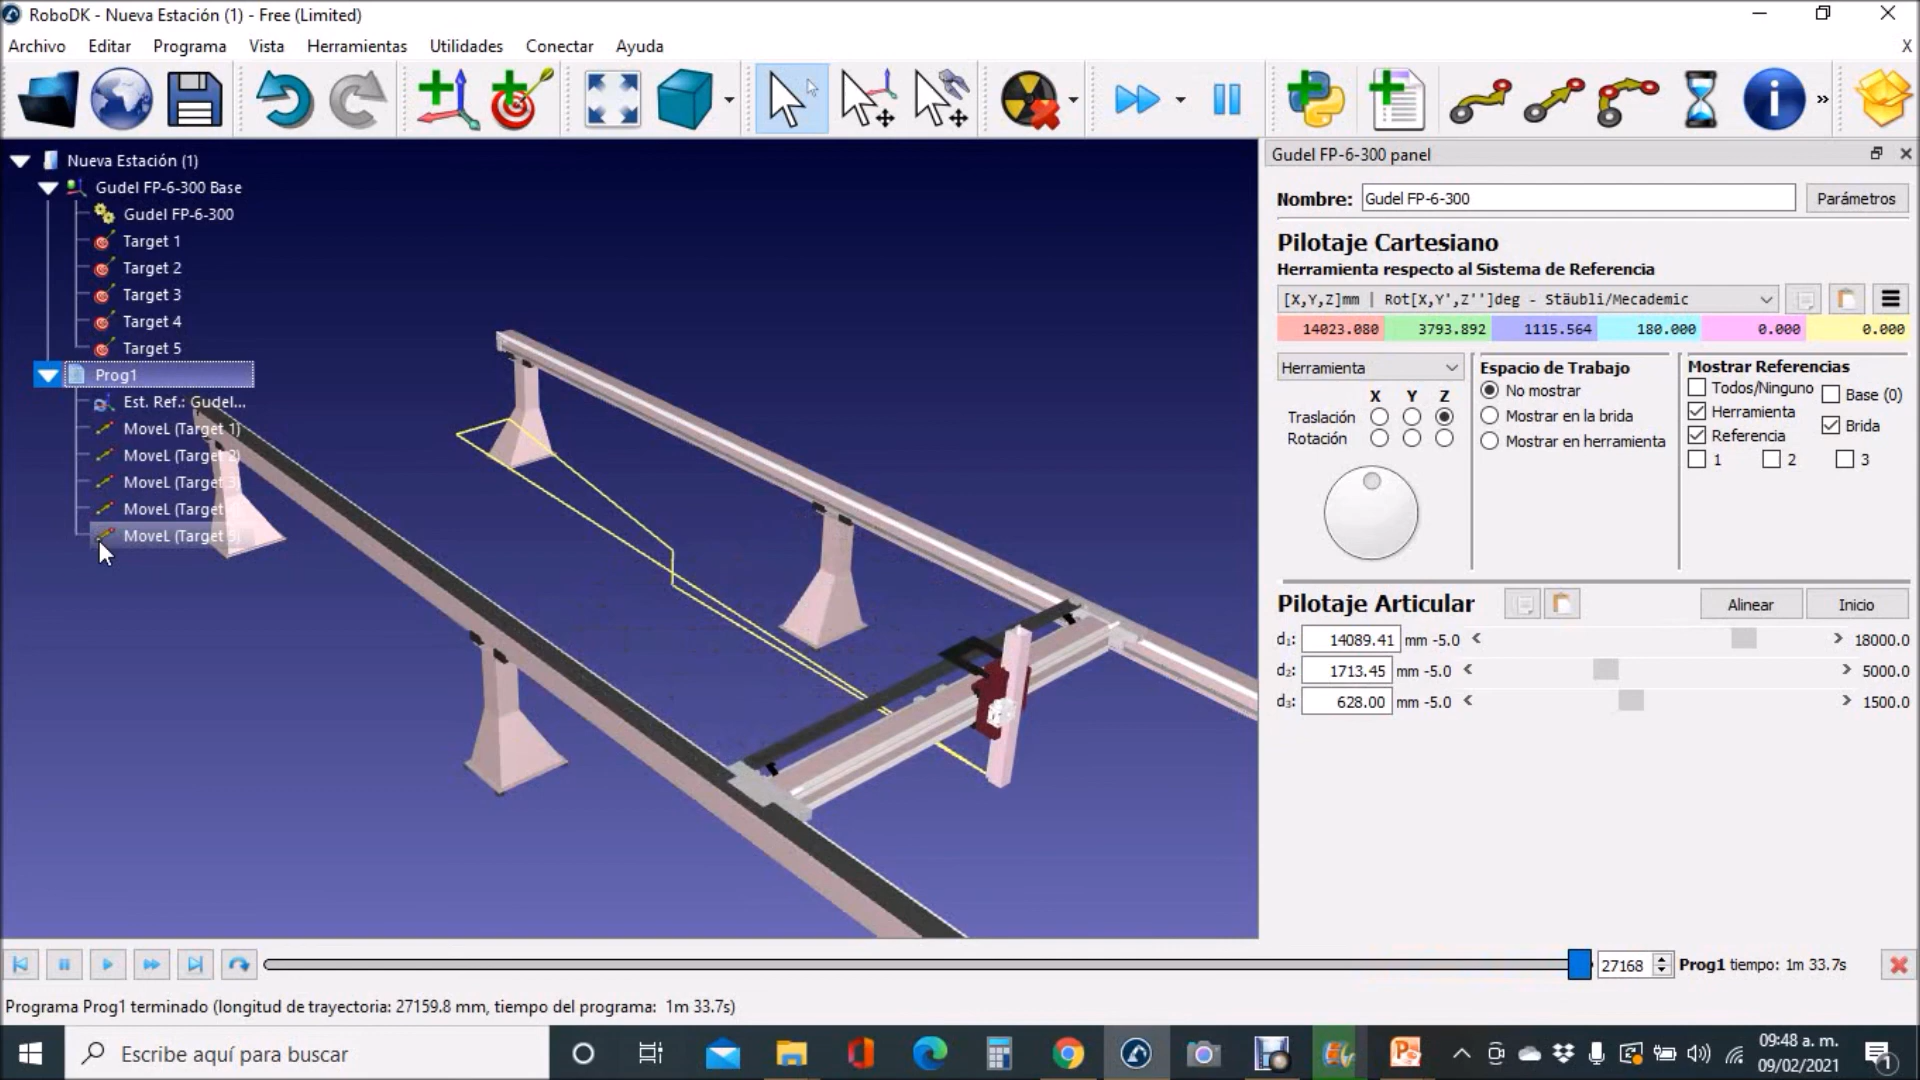 RoboDK - Nueva Estación (1) - Free (Limited)
Archivo Editar Programa Vista Herramientas Utilidades Conectar Ayuda X
Nueva Estación (1)
Gudel FP-6-300 Base
Gudel FP-6-300
Target 1
Target 2
Target 3
Target 4
Target 5
Prog1
Est. Ref.: Gudel...
MoveL (Target 1)
MoveL (Target 2)
MoveL (Target 3)
MoveL (Target
MoveL (Target 5)
Gudel FP-6-300 panel
Nombre: Gudel FP-6-300 Parámetros
Pilotaje Cartesiano
Herramienta respecto al Sistema de Referencia
[X,Y,Z]mm | Rot[X,Y',Z'']deg - Stäubli/Mecademic
14023.080 3793.892 1115.564 180.000 0.000 0.000
Herramienta
X Y Z
Traslación
Rotación
Espacio de Trabajo
No mostrar
Mostrar en la brida
Mostrar en herramienta
Mostrar Referencias
Todos/Ninguno Base (0)
Herramienta
Referencia Brida
1 2 3
Pilotaje Articular Alinear Inicio
d1: 14089.41 mm -5.0 < > 18000.0
d2: 1713.45 mm -5.0 < > 5000.0
d3: 628.00 mm -5.0 < > 1500.0
27168 Prog1 tiempo: 1m 33.7s
Programa Prog1 terminado (longitud de trayectoria: 27159.8 mm, tiempo del programa: 1m 33.7s)
Escribe aquí para buscar
09:48 a. m.
09/02/2021
1